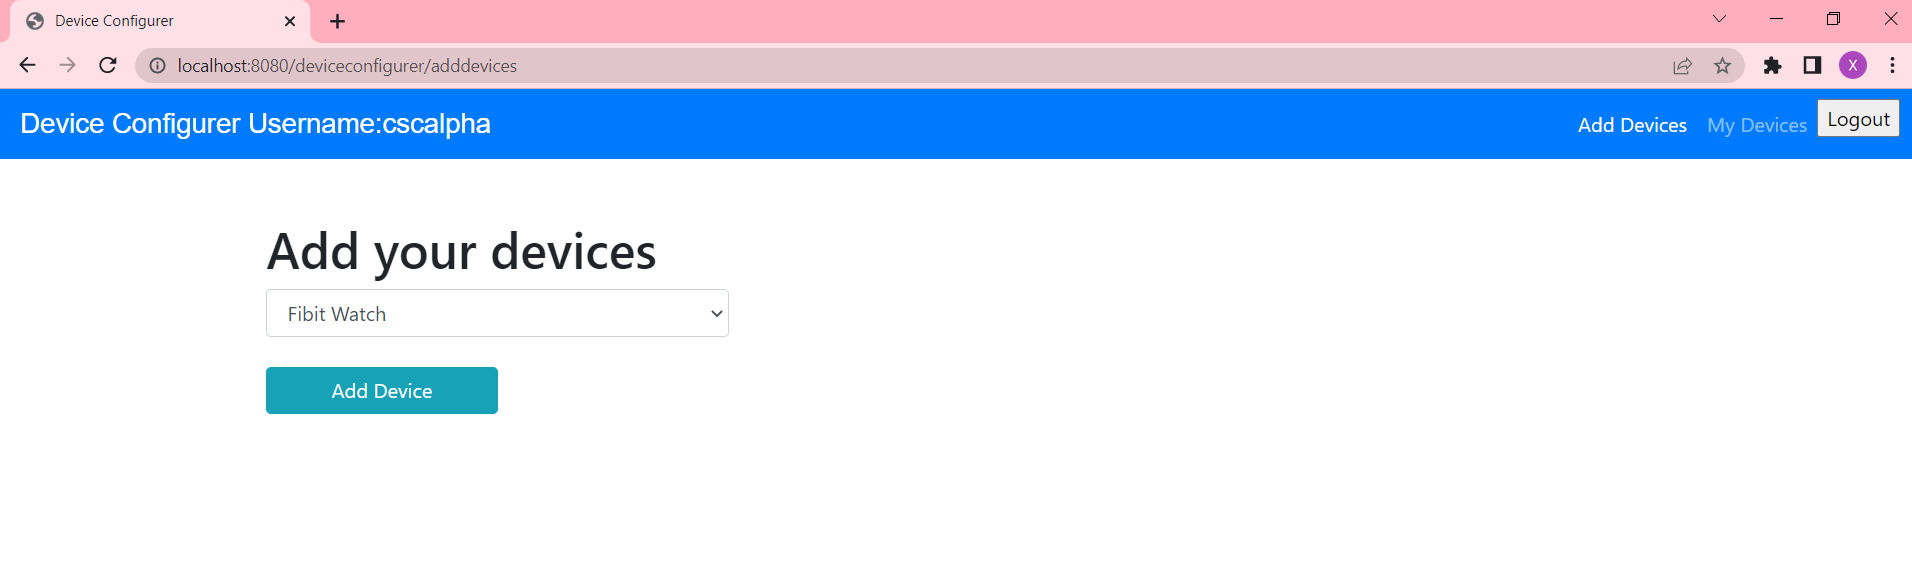 Device Configurer
localhost:8080/deviceconfigurer/adddevices
X
Device Configurer Username:cscalpha
Add Devices
My Devices
Logout
Add your devices
Fibit Watch
Add Device